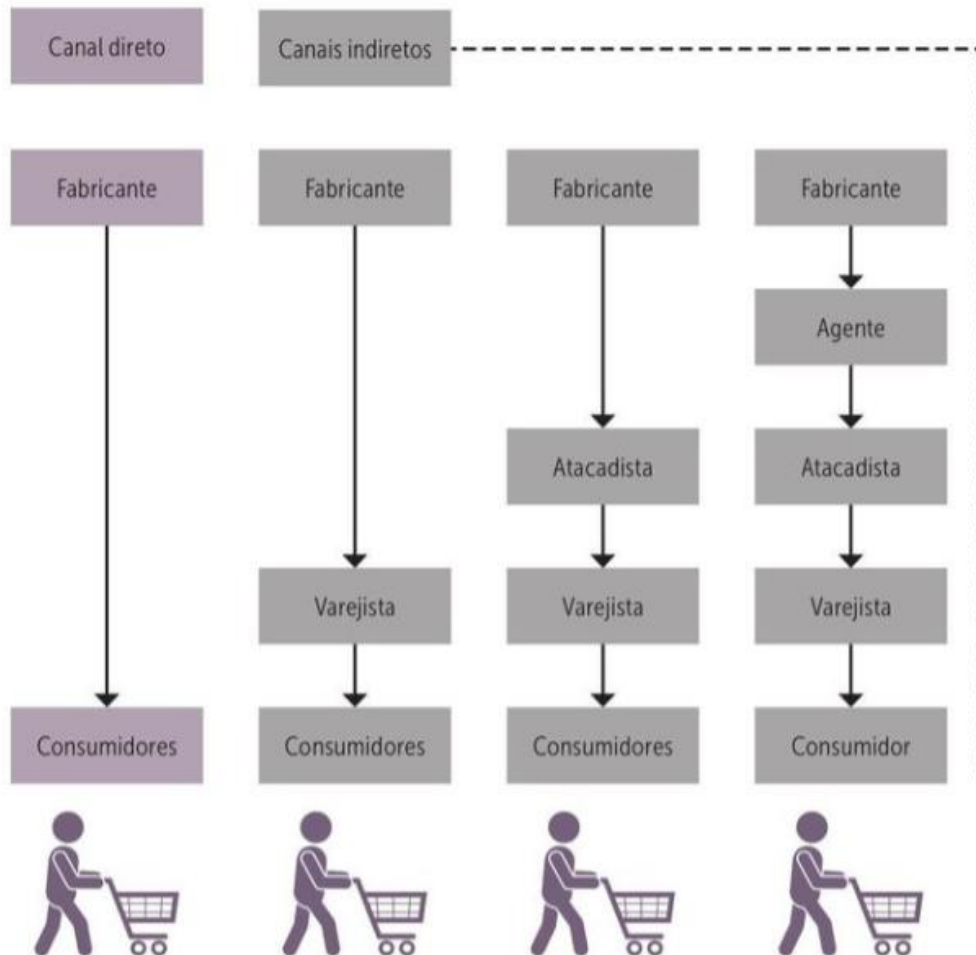 Canal direto
Canais indiretos
Fabricante
Fabricante
Fabricante
Fabricante
Agente
Atacadista
Atacadista
Varejista
Varejista
Varejista
Consumidores
Consumidores
Consumidores
Consumidor